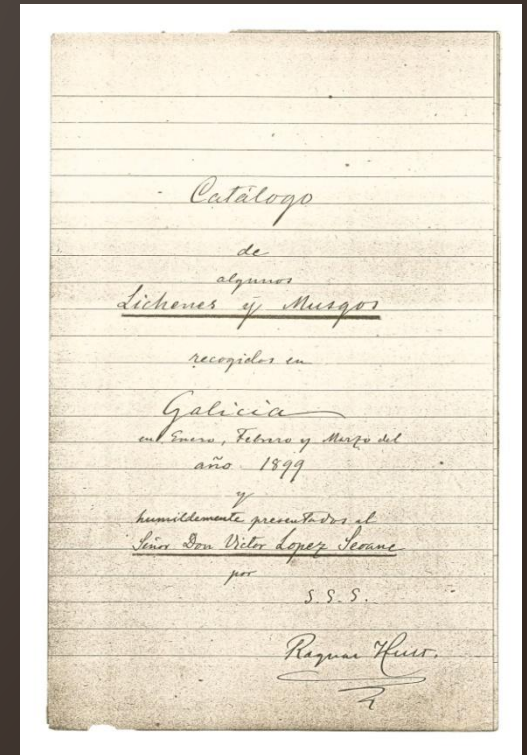 Catálogo
de
algunos
Lichenes y Musgos
recogidos en
Galicia
en Enero, Febrero y Marzo del
año 1899
y
humildemente presentados al
Señor Don Victor Lopez Seoane
por
S. S. S.
Ragnar Hult.